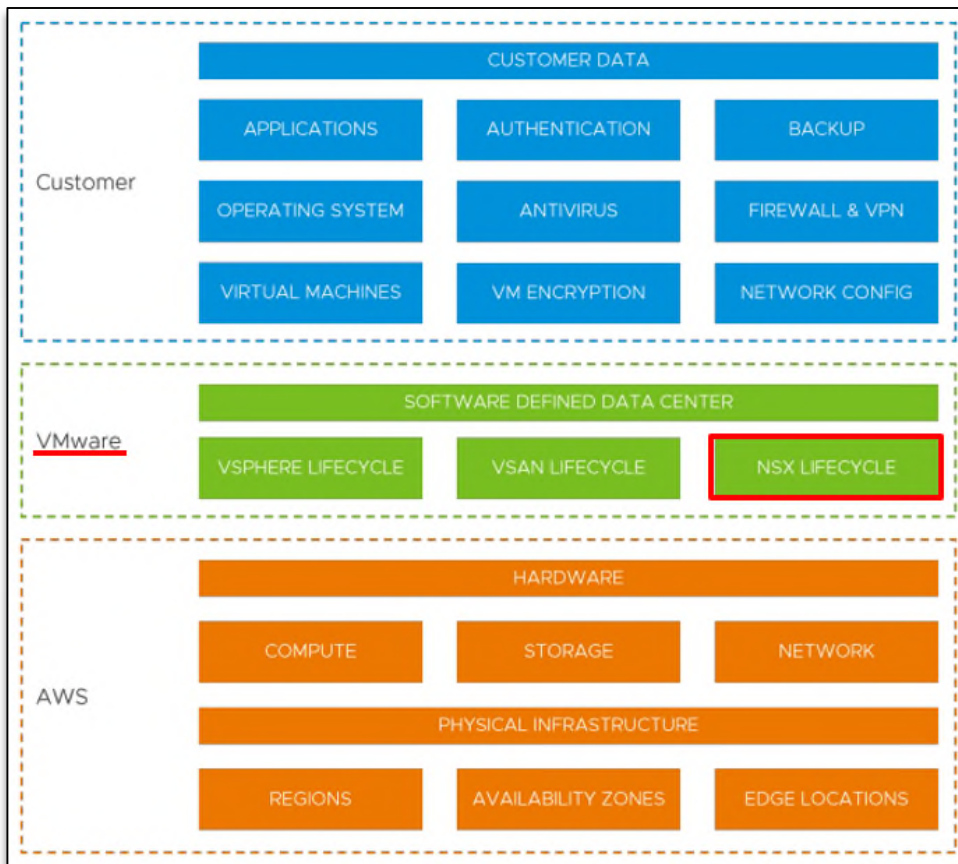 CUSTOMER DATA
Customer
APPLICATIONS
AUTHENTICATION
BACKUP
OPERATING SYSTEM
ANTIVIRUS
FIREWALL & VPN
VIRTUAL MACHINES
VM ENCRYPTION
NETWORK CONFIG
VMware
SOFTWARE DEFINED DATA CENTER
VSPHERE LIFECYCLE
VSAN LIFECYCLE
NSX LIFECYCLE
AWS
HARDWARE
COMPUTE
STORAGE
NETWORK
PHYSICAL INFRASTRUCTURE
REGIONS
AVAILABILITY ZONES
EDGE LOCATIONS